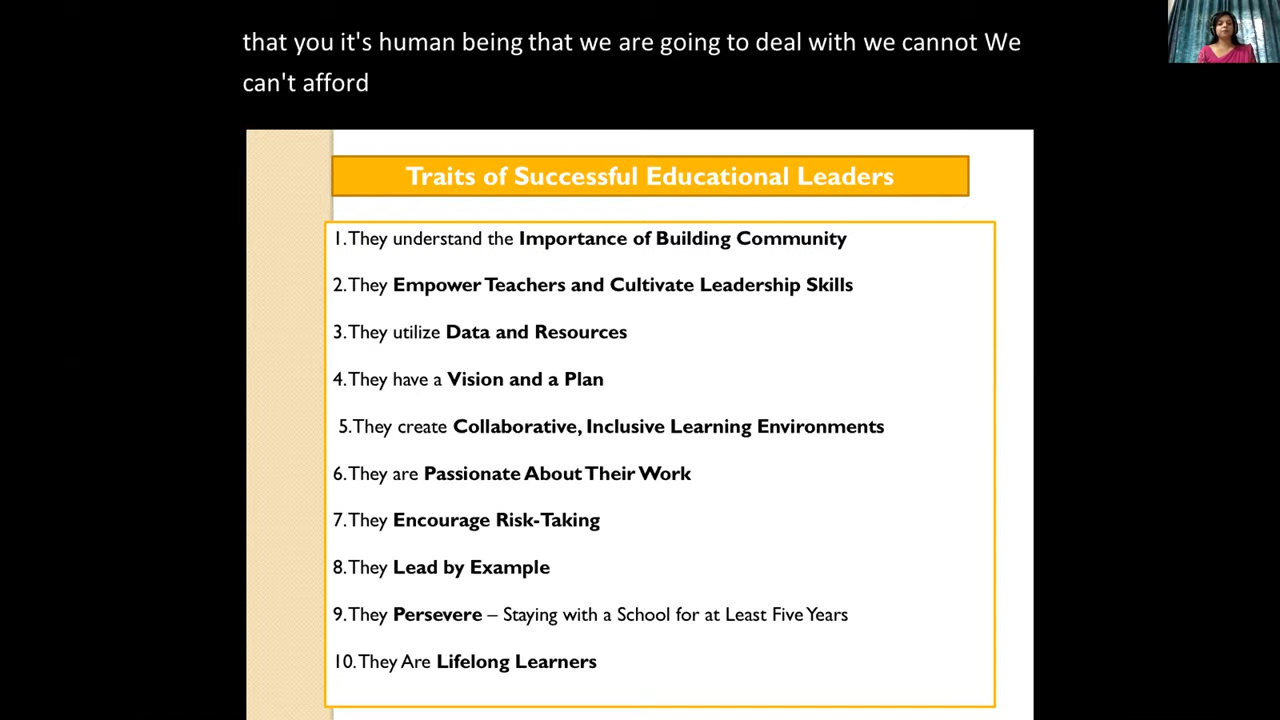 that you it's human being that we are going to deal with we cannot We
can't afford
Traits of Successful Educational Leaders
1. They understand the Importance of Building Community
2. They Empower Teachers and Cultivate Leadership Skills
3. They utilize Data and Resources
4. They have a Vision and a Plan
5. They create Collaborative, Inclusive Learning Environments
6. They are Passionate About Their Work
7. They Encourage Risk-Taking
8. They Lead by Example
9. They Persevere – Staying with a School for at Least Five Years
10. They Are Lifelong Learners